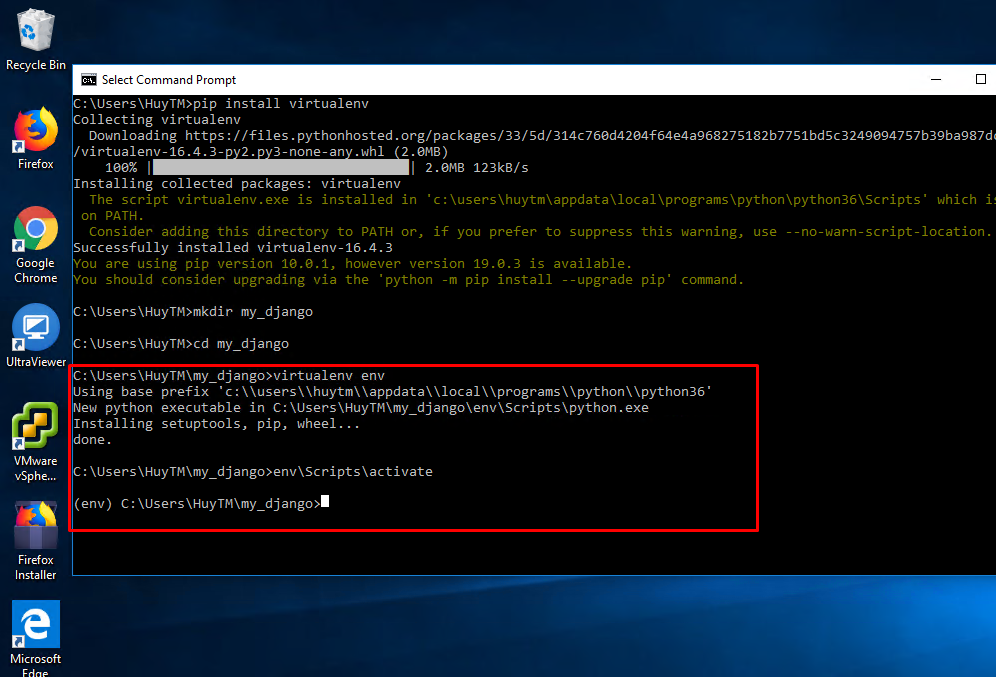 Recycle Bin
Firefox
Google
Chrome
UltraViewer
VMware
vSphe...
Firefox
Installer
Microsoft
Edge
Select Command Prompt
C:\Users\HuyTM>pip install virtualenv
Collecting virtualenv
  Downloading https://files.pythonhosted.org/packages/33/5d/314c760d4204f64e4a968275182b7751bd5c3249094757b39ba987dc
/virtualenv-16.4.3-py2.py3-none-any.whl (2.0MB)
    100% || 2.0MB 123kB/s
Installing collected packages: virtualenv
  The script virtualenv.exe is installed in 'c:\users\huytm\appdata\local\programs\python\python36\Scripts' which is
 on PATH.
  Consider adding this directory to PATH or, if you prefer to suppress this warning, use --no-warn-script-location.
Successfully installed virtualenv-16.4.3
You are using pip version 10.0.1, however version 19.0.3 is available.
You should consider upgrading via the 'python -m pip install --upgrade pip' command.
C:\Users\HuyTM>mkdir my_django
C:\Users\HuyTM>cd my_django
C:\Users\HuyTM\my_django>virtualenv env
Using base prefix 'c:\\users\\huytm\\appdata\\local\\programs\\python\\python36'
New python executable in C:\Users\HuyTM\my_django\env\Scripts\python.exe
Installing setuptools, pip, wheel...
done.
C:\Users\HuyTM\my_django>env\Scripts\activate
(env) C:\Users\HuyTM\my_django>